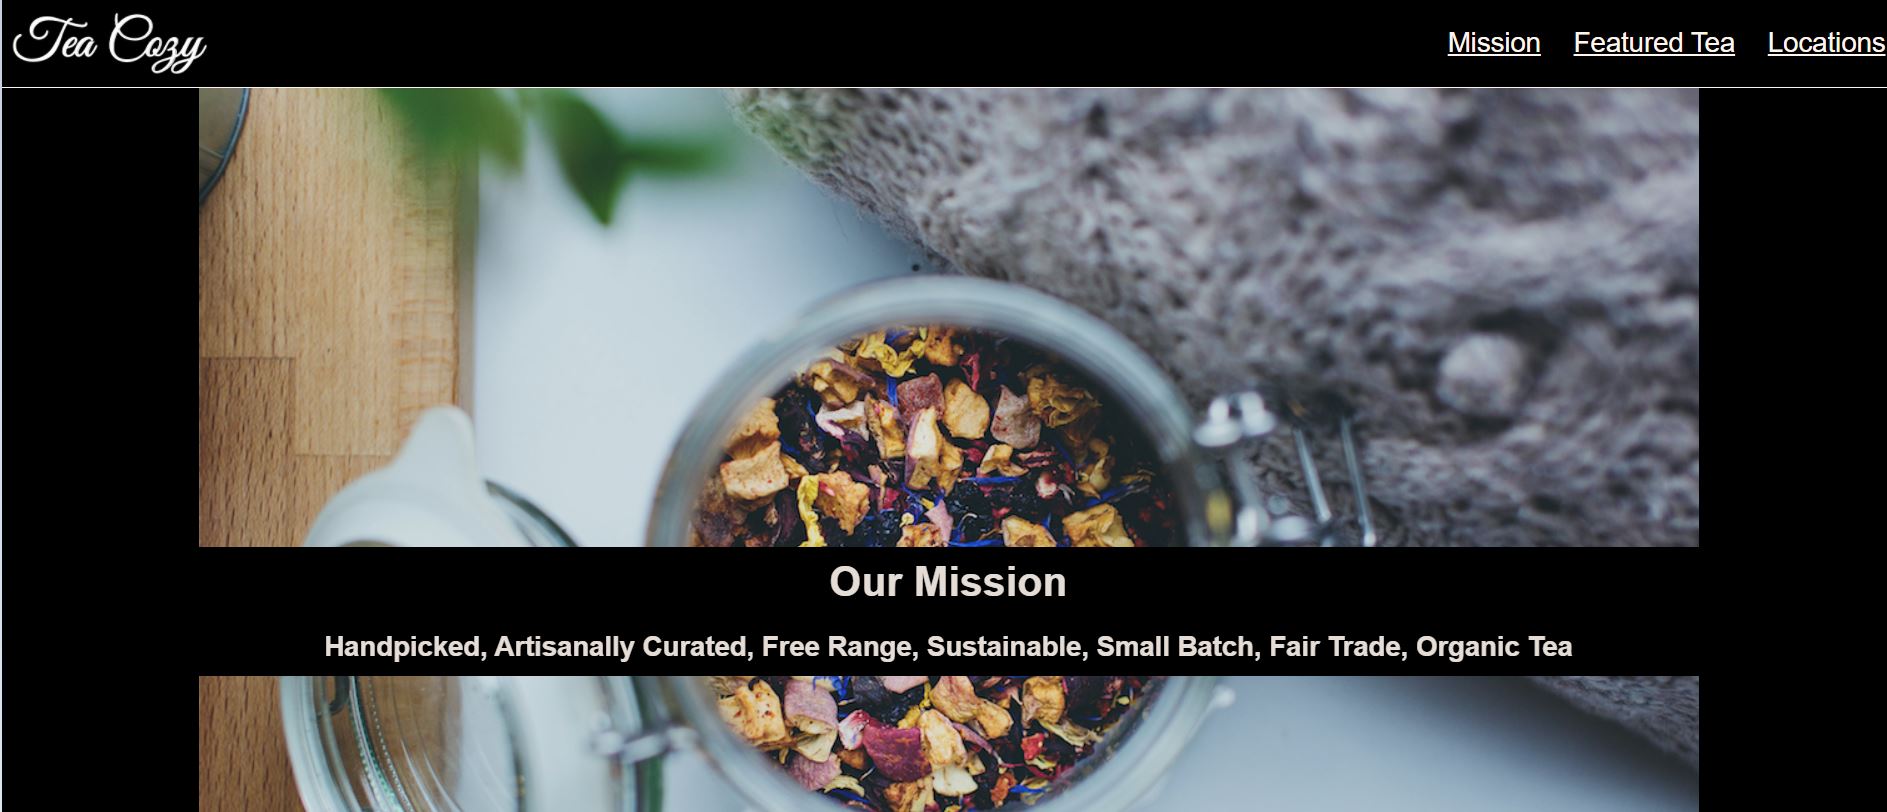 Tea Cozy
Mission Featured Tea Locations
Our Mission
Handpicked, Artisanally Curated, Free Range, Sustainable, Small Batch, Fair Trade, Organic Tea